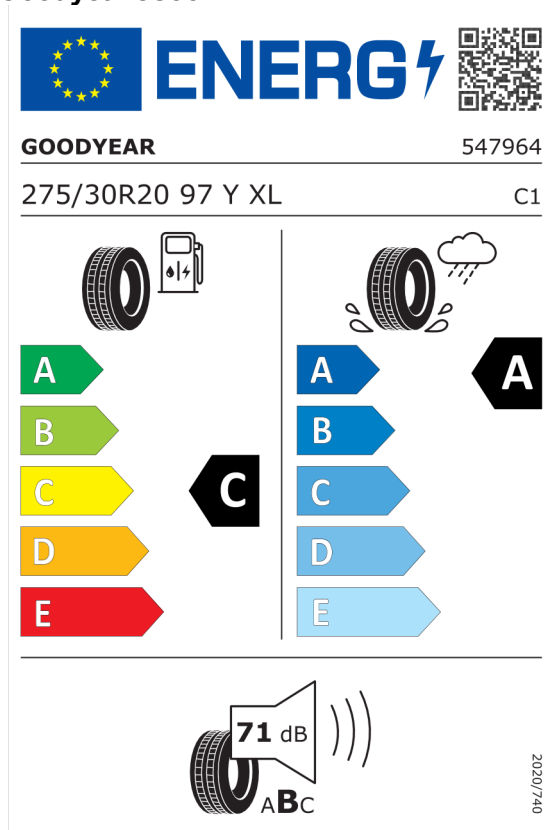 ENERG
GOODYEAR 547964
275/30R20 97 Y XL C1
A A A
B B
C C C
D D
E E
71 dB
ABC
2020/740